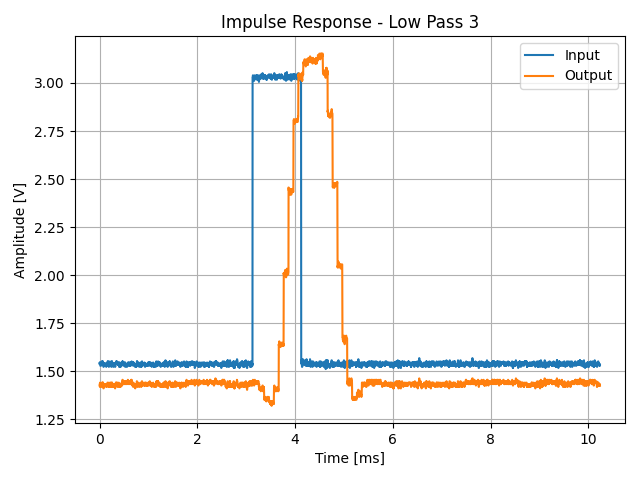 Impulse Response - Low Pass 3
Input
Output
Amplitude [V]
3.00
2.75
2.50
2.25
2.00
1.75
1.50
1.25
0 2 4 6 8 10
Time [ms]